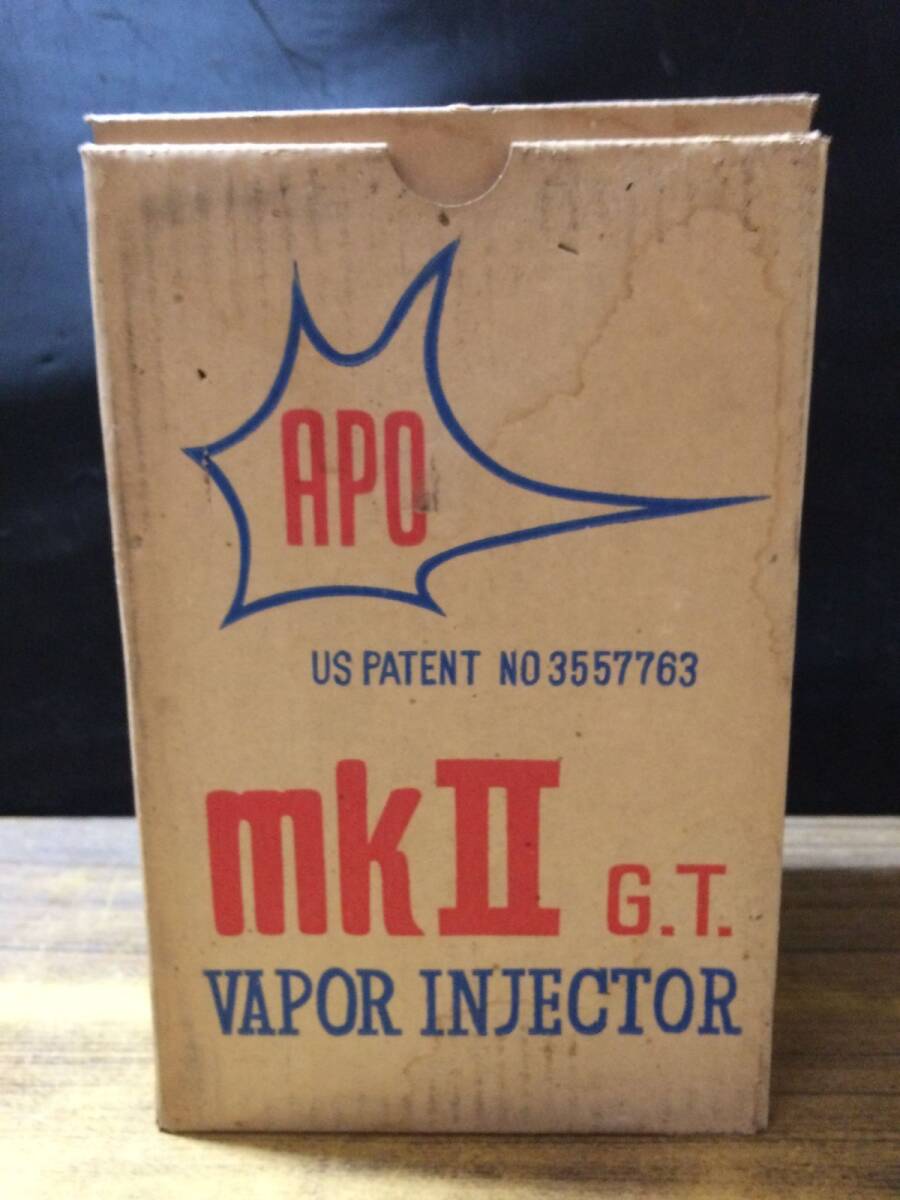 APO
US PATENT NO 3557763
mkII G.T.
VAPOR INJECTOR